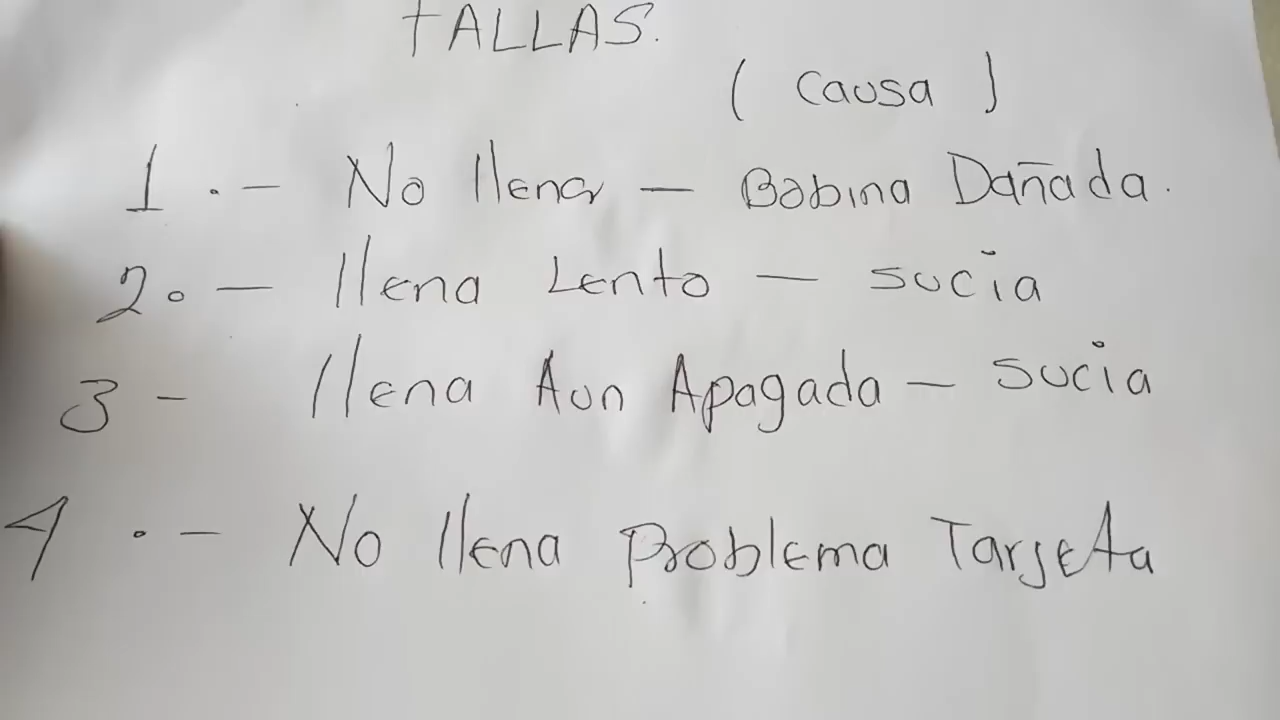 TALLAS.
( Causa )
1.- No llena - Bobina Dañada.
2.- llena Lento - sucia
3- llena Aun Apagada - sucia
4.- No llena problema Tarjeta